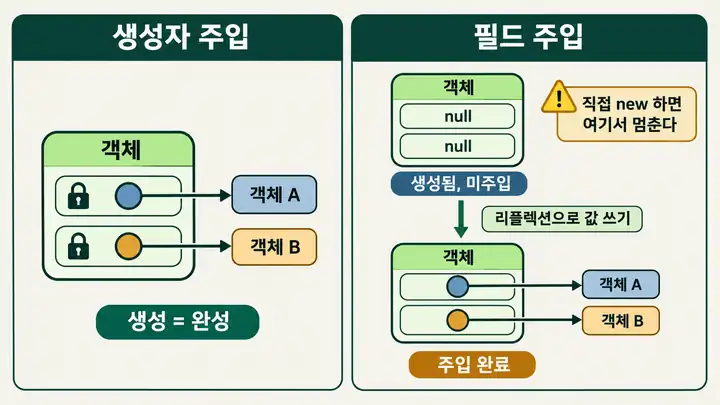 생성자 주입
객체
객체 A
객체 B
생성 = 완성
필드 주입
객체
null
null
직접 new 하면
여기서 멈춘다
생성됨, 미주입
리플렉션으로 값 쓰기
객체
객체 A
객체 B
주입 완료